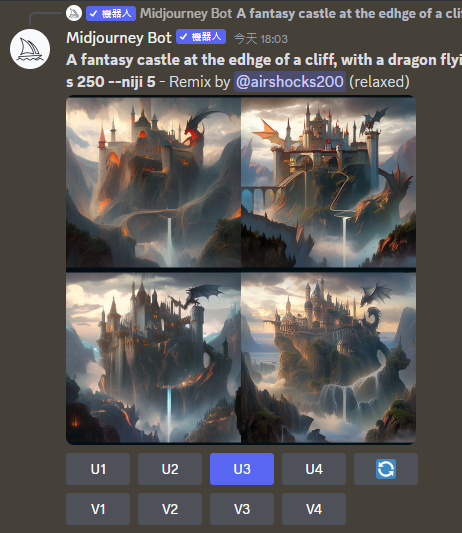 機器人 Midjourney Bot A fantasy castle at the edhge of a cli
Midjourney Bot 機器人 今天 18:03
A fantasy castle at the edhge of a cliff, with a dragon flyi
s 250 --niji 5 - Remix by @airshocks200 (relaxed)
U1 U2 U3 U4
V1 V2 V3 V4